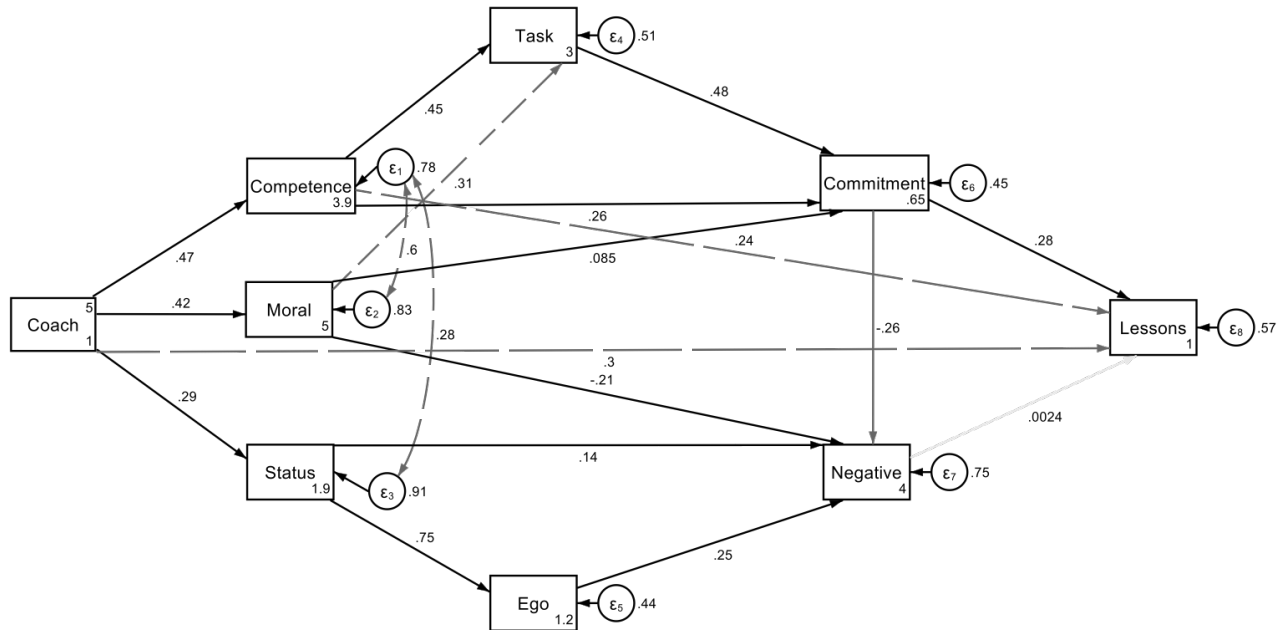 Task
3
ε4
.51
.45
.48
Competence
3.9
ε1
.78
.31
Commitment
.65
ε6
.45
.26
.24
.28
.47
.6
.085
Coach
5
1
.42
Moral
5
ε2
.83
.28
-.26
Lessons
1
ε8
.57
.3
-.21
.29
.0024
Status
1.9
ε3
.91
.14
Negative
4
ε7
.75
.75
.25
Ego
1.2
ε5
.44